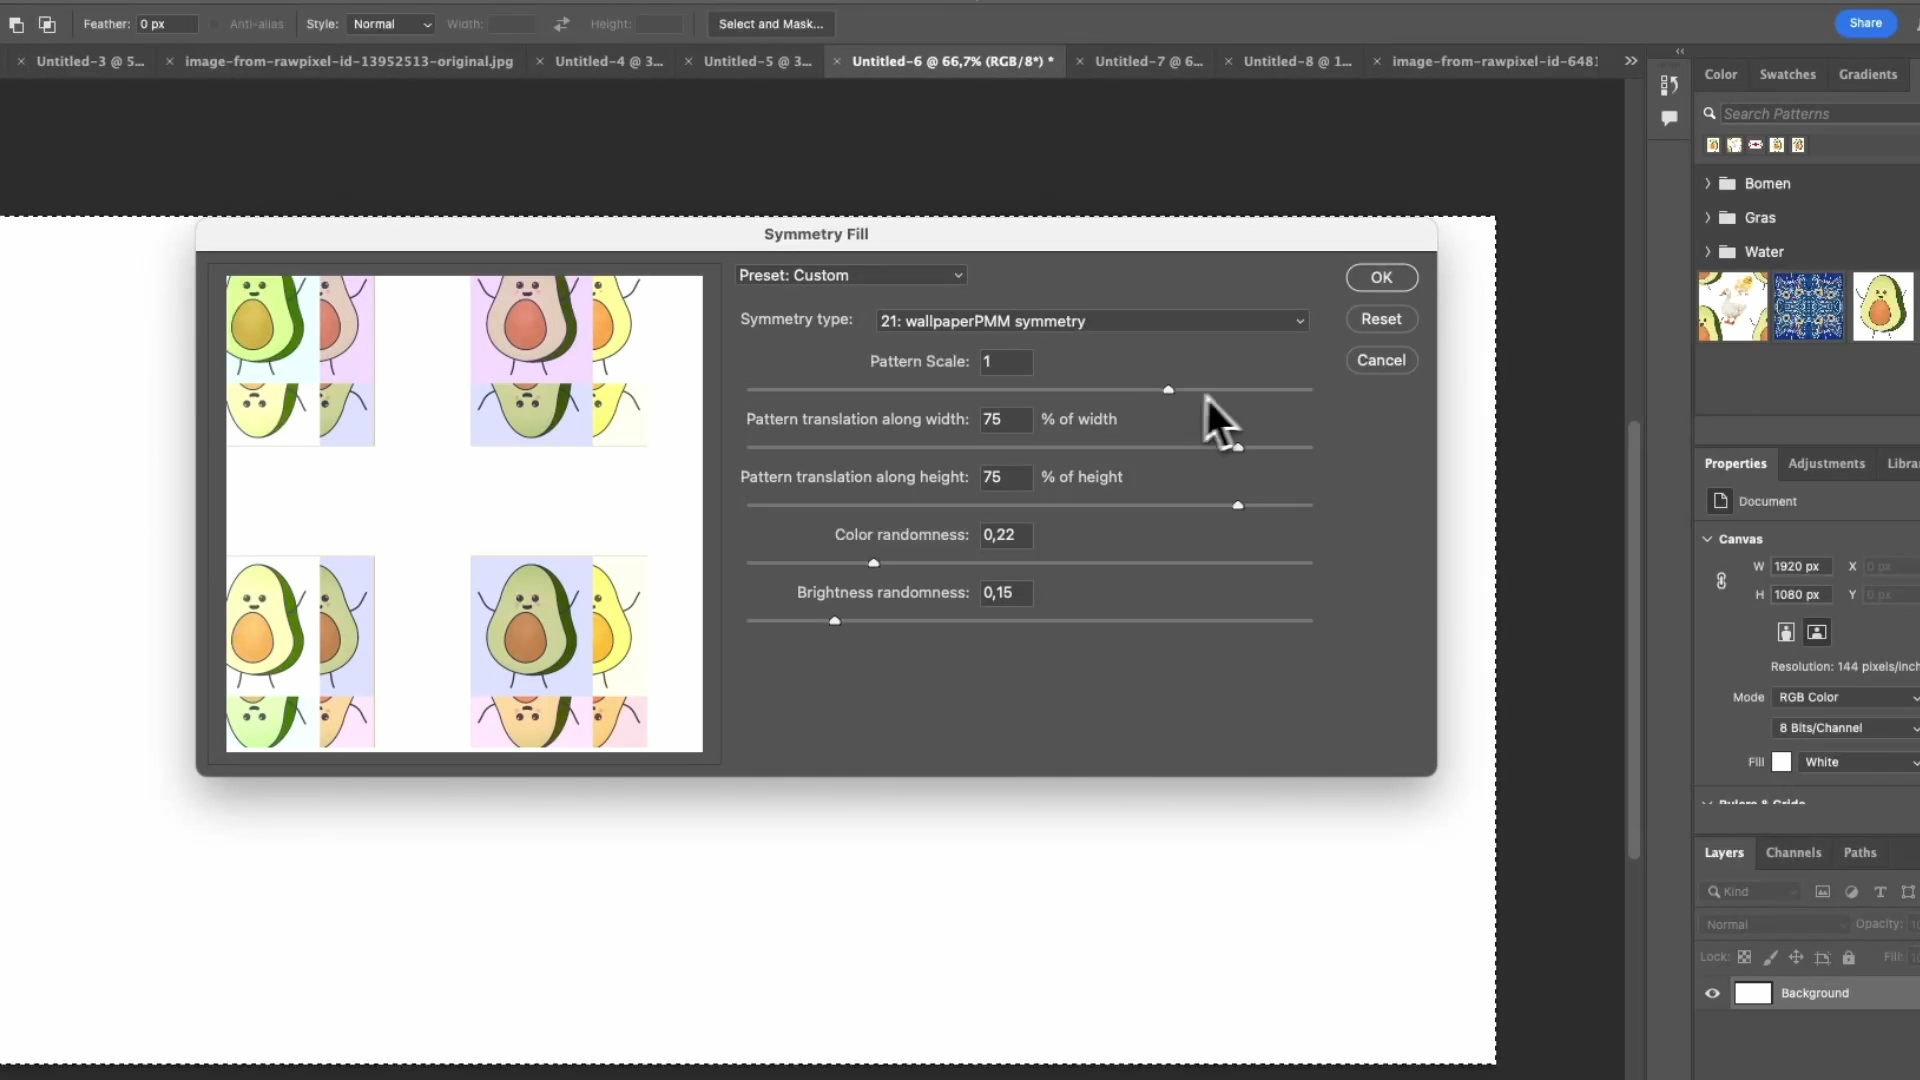 Feather: 0 px Anti-alias Style: Normal Width: Height: Select and Mask... Share
Untitled-3 @ 5... image-from-rawpixel-id-13952513-original.jpg Untitled-4 @ 3... Untitled-5 @ 3... Untitled-6 @ 66,7% (RGB/8*) * Untitled-7 @ 6... Untitled-8 @ 1... image-from-rawpixel-id-6481
Color Swatches Gradients
Search Patterns
Bomen
Gras
Water
Symmetry Fill
Preset: Custom
OK
Symmetry type: 21: wallpaperPMM symmetry
Reset
Pattern Scale: 1
Cancel
Pattern translation along width: 75 % of width
Pattern translation along height: 75 % of height
Color randomness: 0,22
Brightness randomness: 0,15
Properties Adjustments Librar
Document
Canvas
W 1920 px X 0 px
H 1080 px Y 0 px
Resolution: 144 pixels/inch
Mode RGB Color
8 Bits/Channel
Fill White
Rulers & Grids
Layers Channels Paths
Kind
Normal Opacity:
Lock: Fill:
Background